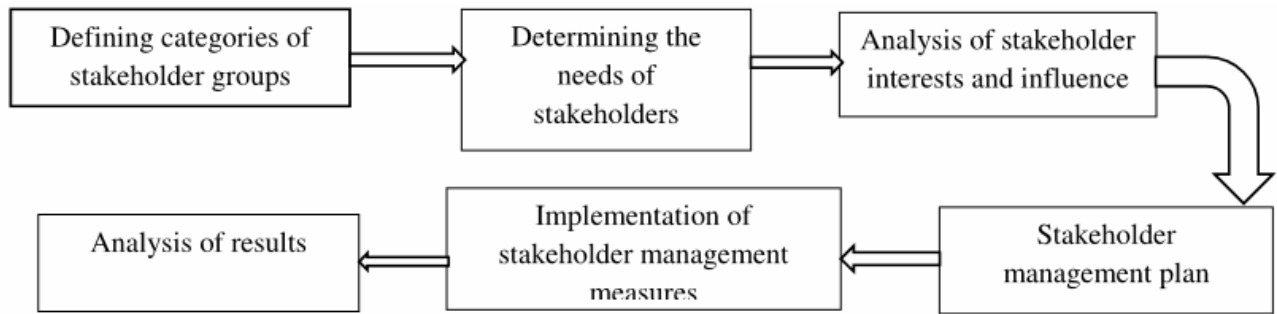 Defining categories of
stakeholder groups
Determining the
needs of
stakeholders
Analysis of stakeholder
interests and influence
Stakeholder
management plan
Implementation of
stakeholder management
measures
Analysis of results